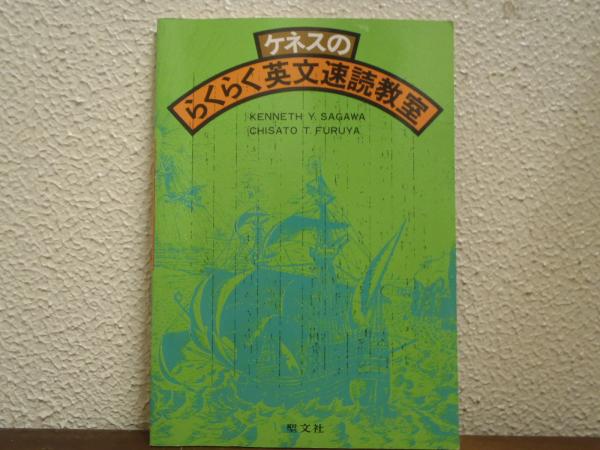 ケネスの
らくらく英文速読教室
KENNETH Y. SAGAWA
CHISATO T. FURUYA
聖文社